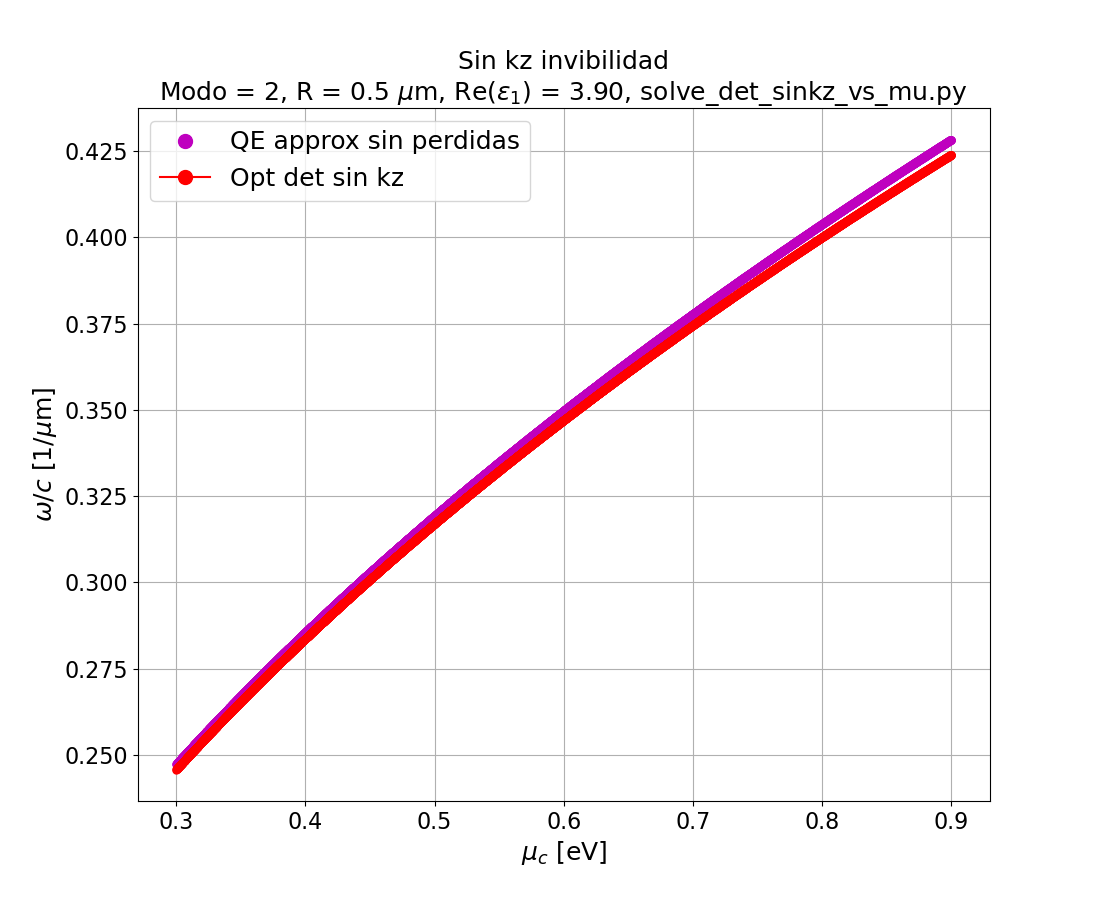 Sin kz invibilidad
Modo = 2, R = 0.5 μm, Re(ε₁) = 3.90, solve_det_sinkz_vs_mu.py
QE approx sin perdidas
Opt det sin kz
0.425
0.400
0.375
0.350
0.325
0.300
0.275
0.250
ω/c [1/μm]
0.3 0.4 0.5 0.6 0.7 0.8 0.9
μ_c [eV]